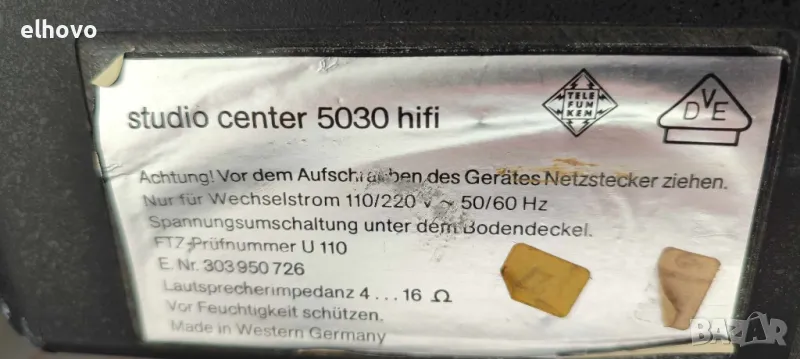 elhovo
studio center 5030 hifi
TELE
FUN
KEN
DVE
Achtung! Vor dem Aufschrauben des Gerätes Netzstecker ziehen.
Nur für Wechselstrom 110/220 V ~ 50/60 Hz
Spannungsumschaltung unter dem Bodendeckel.
FTZ-Prüfnummer U 110
E. Nr. 303 950 726
Lautsprecherimpedanz 4 . . . 16 Ω
Vor Feuchtigkeit schützen.
Made in Western Germany
BAZAR